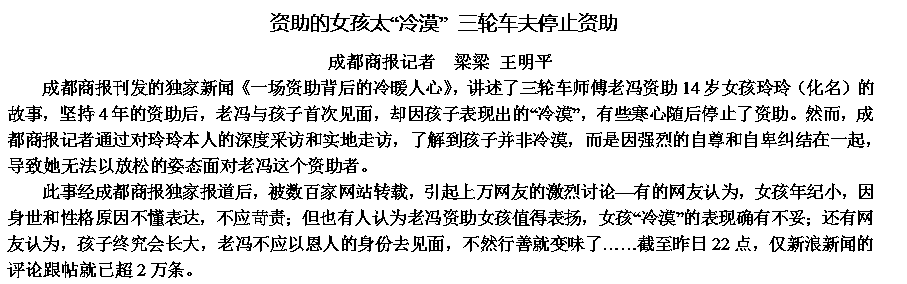 资助的女孩太“冷漠” 三轮车夫停止资助
成都商报记者 梁梁 王明平
成都商报刊发的独家新闻《一场资助背后的冷暖人心》，讲述了三轮车师傅老冯资助 14 岁女孩玲玲（化名）的
故事，坚持 4 年的资助后，老冯与孩子首次见面，却因孩子表现出的“冷漠”，有些寒心随后停止了资助。然而，成
都商报记者通过对玲玲本人的深度采访和实地走访，了解到孩子并非冷漠，而是因强烈的自尊和自卑纠结在一起，
导致她无法以放松的姿态面对老冯这个资助者。
此事经成都商报独家报道后，被数百家网站转载，引起上万网友的激烈讨论—有的网友认为，女孩年纪小，因
身世和性格原因不懂表达，不应苛责；但也有人认为老冯资助女孩值得表扬，女孩“冷漠”的表现确有不妥；还有网
友认为，孩子终究会长大，老冯不应以恩人的身份去见面，不然行善就变味了……截至昨日 22 点，仅新浪新闻的
评论跟帖就已超 2 万条。